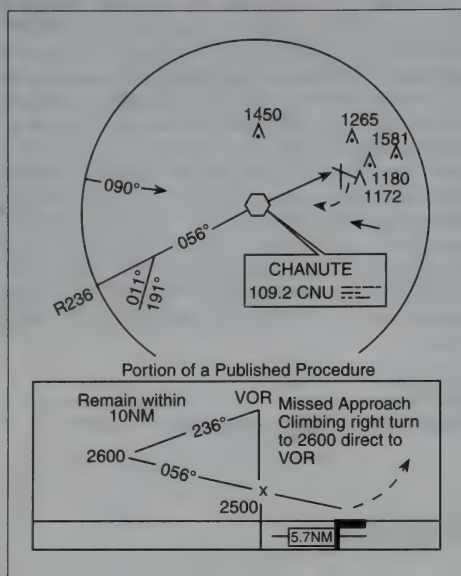 1450
1265
1581
1180
1172
090°
056°
R236
011°
191°
CHANUTE
109.2 CNU
Portion of a Published Procedure
Remain within
10NM
VOR
236°
2600
056°
X
2500
Missed Approach
Climbing right turn
to 2600 direct to
VOR
5.7NM